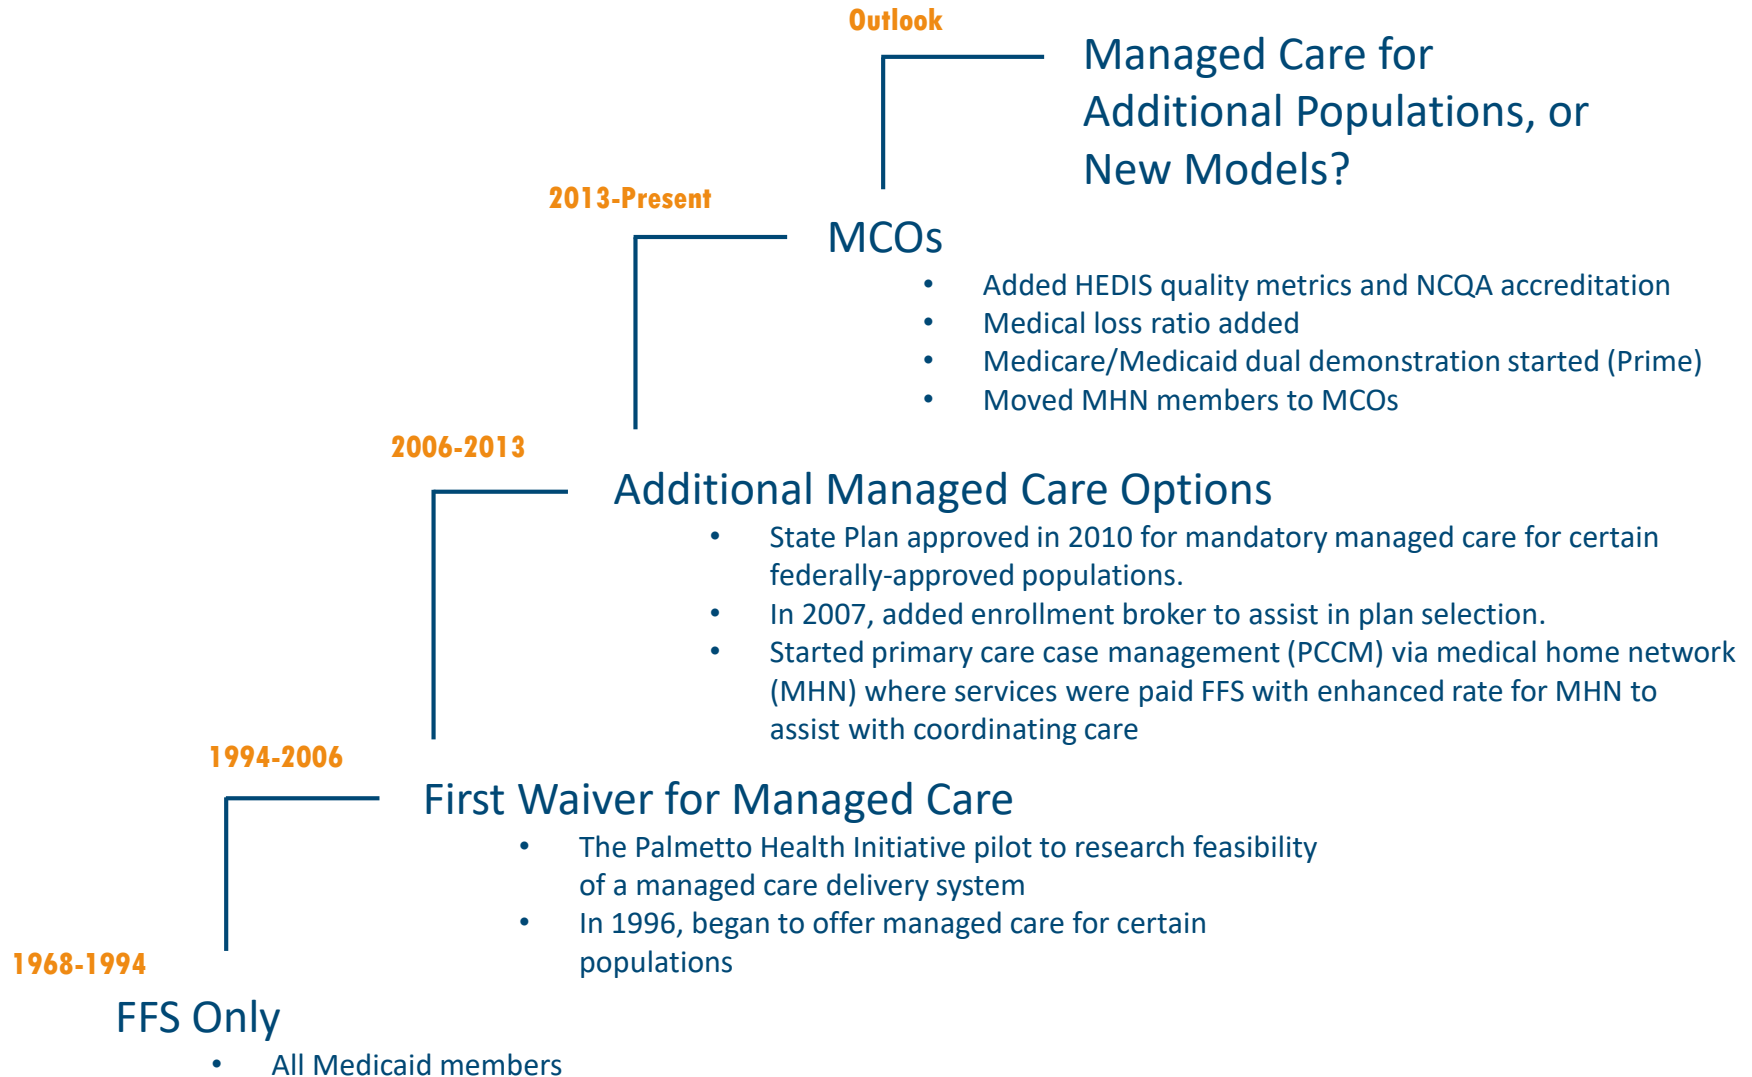 Outlook
Managed Care for
Additional Populations, or
New Models?
2013-Present
MCOs
• Added HEDIS quality metrics and NCQA accreditation
• Medical loss ratio added
• Medicare/Medicaid dual demonstration started (Prime)
• Moved MHN members to MCOs
2006-2013
Additional Managed Care Options
• State Plan approved in 2010 for mandatory managed care for certain
federally-approved populations.
• In 2007, added enrollment broker to assist in plan selection.
• Started primary care case management (PCCM) via medical home network
(MHN) where services were paid FFS with enhanced rate for MHN to
assist with coordinating care
1994-2006
First Waiver for Managed Care
• The Palmetto Health Initiative pilot to research feasibility
of a managed care delivery system
• In 1996, began to offer managed care for certain
populations
1968-1994
FFS Only
• All Medicaid members